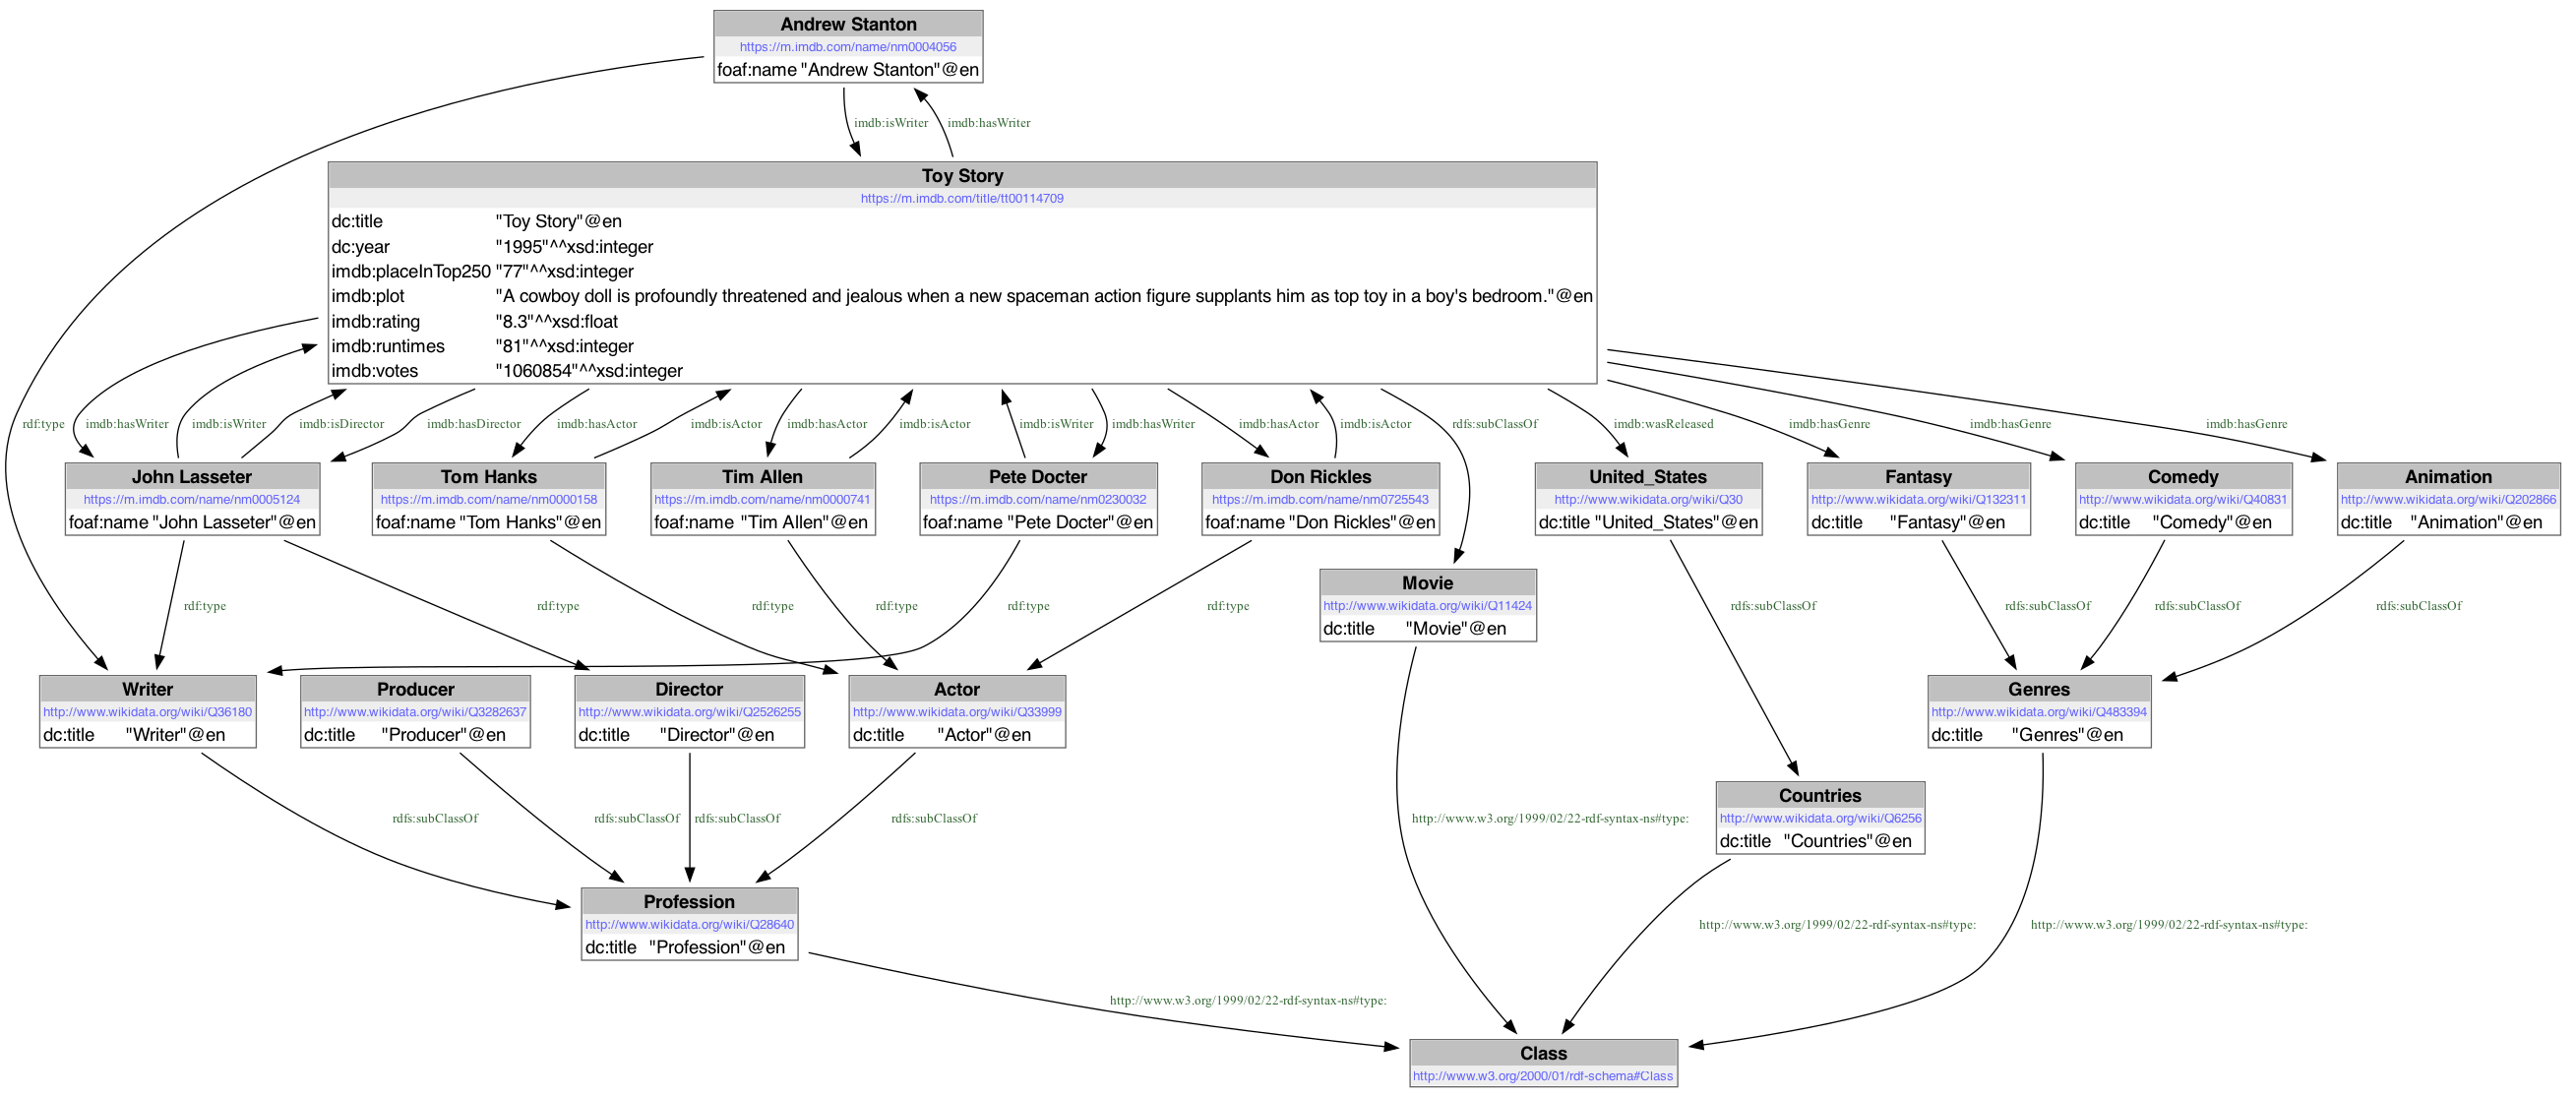 Andrew Stanton
https://m.imdb.com/name/nm0004056
foaf:name "Andrew Stanton"@en
imdb:isWriter
imdb:hasWriter
Toy Story
https://m.imdb.com/title/tt00114709
dc:title "Toy Story"@en
dc:year "1995"^^xsd:integer
imdb:placeInTop250 "77"^^xsd:integer
imdb:plot "A cowboy doll is profoundly threatened and jealous when a new spaceman action figure supplants him as top toy in a boy's bedroom."@en
imdb:rating "8.3"^^xsd:float
imdb:runtimes "81"^^xsd:integer
imdb:votes "1060854"^^xsd:integer
rdf:type
imdb:hasWriter
imdb:isWriter
imdb:isDirector
imdb:hasDirector
imdb:hasActor
imdb:isActor
imdb:hasActor
imdb:isActor
imdb:isWriter
imdb:hasWriter
imdb:hasActor
imdb:isActor
rdfs:subClassOf
imdb:wasReleased
imdb:hasGenre
imdb:hasGenre
imdb:hasGenre
John Lasseter
https://m.imdb.com/name/nm0005124
foaf:name "John Lasseter"@en
Tom Hanks
https://m.imdb.com/name/nm0000158
foaf:name "Tom Hanks"@en
Tim Allen
https://m.imdb.com/name/nm0000741
foaf:name "Tim Allen"@en
Pete Docter
https://m.imdb.com/name/nm0230032
foaf:name "Pete Docter"@en
Don Rickles
https://m.imdb.com/name/nm0725543
foaf:name "Don Rickles"@en
United_States
http://www.wikidata.org/wiki/Q30
dc:title "United_States"@en
Fantasy
http://www.wikidata.org/wiki/Q132311
dc:title "Fantasy"@en
Comedy
http://www.wikidata.org/wiki/Q40831
dc:title "Comedy"@en
Animation
http://www.wikidata.org/wiki/Q202866
dc:title "Animation"@en
rdf:type
rdf:type
rdf:type
rdf:type
rdf:type
rdf:type
Movie
http://www.wikidata.org/wiki/Q11424
dc:title "Movie"@en
rdfs:subClassOf
rdfs:subClassOf
rdfs:subClassOf
rdfs:subClassOf
Writer
http://www.wikidata.org/wiki/Q36180
dc:title "Writer"@en
Producer
http://www.wikidata.org/wiki/Q3282637
dc:title "Producer"@en
Director
http://www.wikidata.org/wiki/Q2526255
dc:title "Director"@en
Actor
http://www.wikidata.org/wiki/Q33999
dc:title "Actor"@en
Genres
http://www.wikidata.org/wiki/Q483394
dc:title "Genres"@en
rdfs:subClassOf
rdfs:subClassOf
rdfs:subClassOf
rdfs:subClassOf
http://www.w3.org/1999/02/22-rdf-syntax-ns#type:
Countries
http://www.wikidata.org/wiki/Q6256
dc:title "Countries"@en
Profession
http://www.wikidata.org/wiki/Q28640
dc:title "Profession"@en
http://www.w3.org/1999/02/22-rdf-syntax-ns#type:
http://www.w3.org/1999/02/22-rdf-syntax-ns#type:
http://www.w3.org/1999/02/22-rdf-syntax-ns#type:
Class
http://www.w3.org/2000/01/rdf-schema#Class